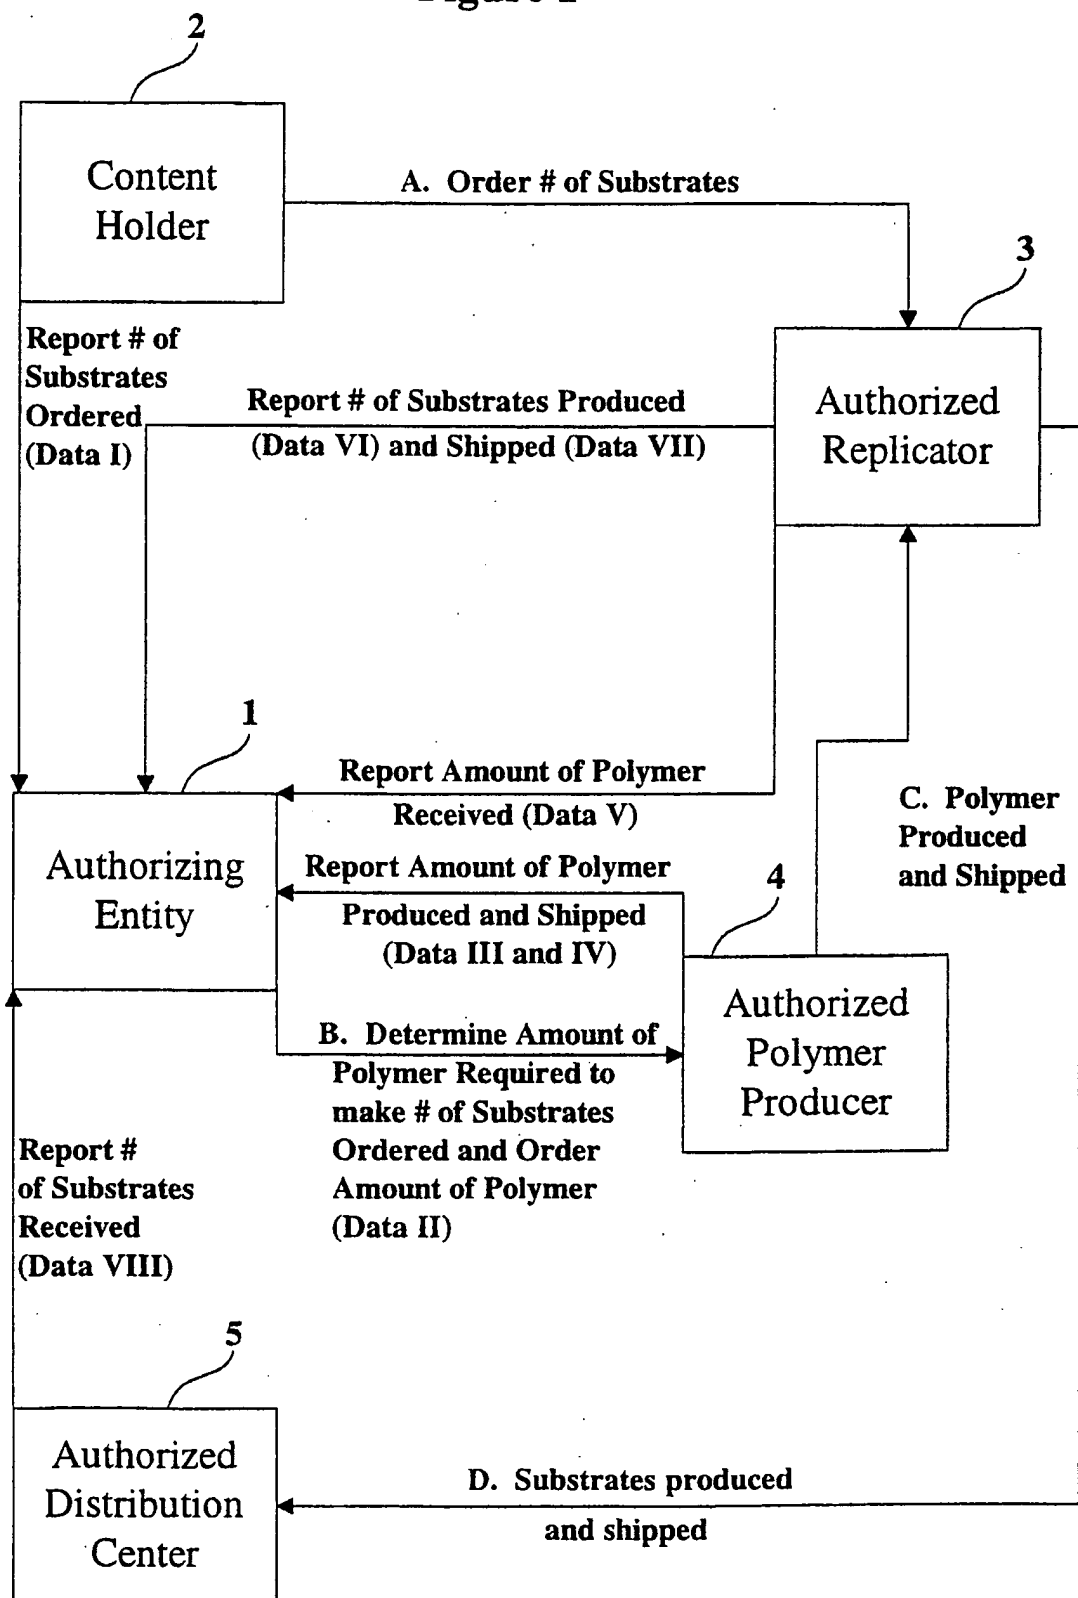 2
Content
Holder
A. Order # of Substrates
3
Report # of
Substrates
Ordered
(Data I)
Report # of Substrates Produced
(Data VI) and Shipped (Data VII)
Authorized
Replicator
1
Report Amount of Polymer
Received (Data V)
C. Polymer
Produced
and Shipped
Authorizing
Entity
Report Amount of Polymer
Produced and Shipped
(Data III and IV)
4
Authorized
Polymer
Producer
B. Determine Amount of
Polymer Required to
make # of Substrates
Ordered and Order
Amount of Polymer
(Data II)
Report #
of Substrates
Received
(Data VIII)
5
Authorized
Distribution
Center
D. Substrates produced
and shipped